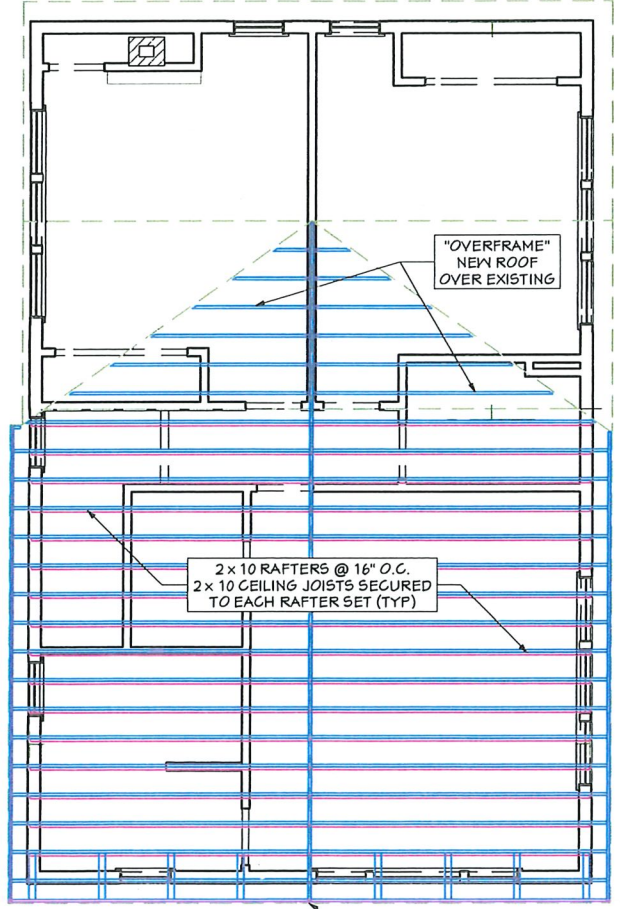 "OVERFRAME"
NEW ROOF
OVER EXISTING
2 x 10 RAFTERS @ 16" O.C.
2 x 10 CEILING JOISTS SECURED
TO EACH RAFTER SET (TYP)